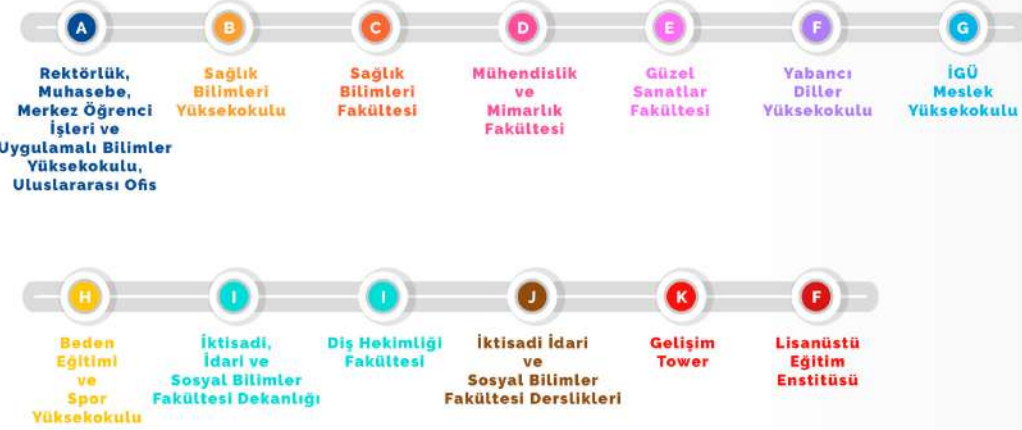 A
Rektörlük,
Muhasebe,
Merkez Öğrenci
İşleri ve
Uygulamalı Bilimler
Yüksekokulu,
Uluslararası Ofis
B
Sağlık
Bilimleri
Yüksekokulu
C
Sağlık
Bilimleri
Fakültesi
D
Mühendislik
ve
Mimarlık
Fakültesi
E
Güzel
Sanatlar
Fakültesi
F
Yabancı
Diller
Yüksekokulu
G
İGÜ
Meslek
Yüksekokulu
H
Beden
Eğitimi
ve
Spor
Yüksekokulu
I
İktisadi,
İdari ve
Sosyal Bilimler
Fakültesi Dekanlığı
I
Diş Hekimliği
Fakültesi
J
İktisadi İdari
ve
Sosyal Bilimler
Fakültesi Derslikleri
K
Gelişim
Tower
F
Lisanüstü
Eğitim
Enstitüsü